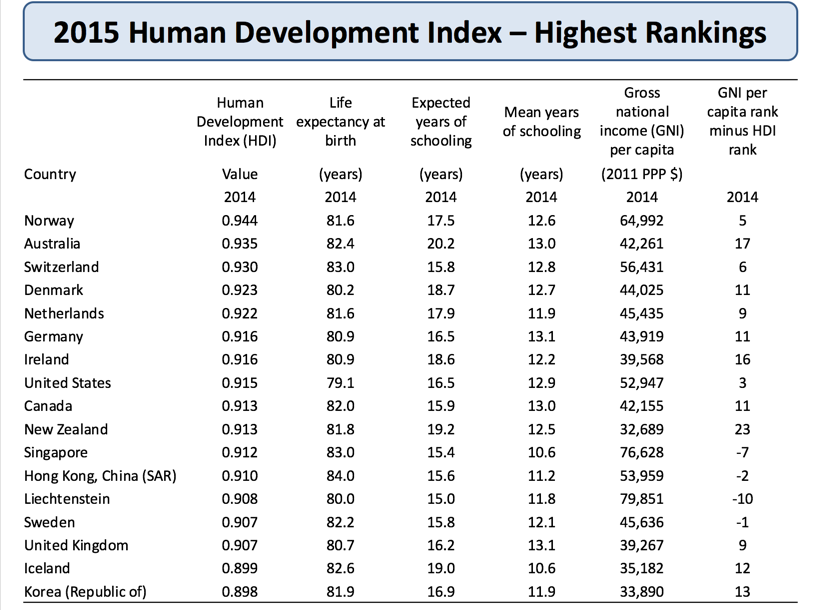 2015 Human Development Index – Highest Rankings
Human Development Index (HDI) Life expectancy at birth Expected years of schooling Mean years of schooling Gross national income (GNI) per capita GNI per capita rank minus HDI rank
Country Value (years) (years) (years) (2011 PPP $)
2014 2014 2014 2014 2014 2014
Norway 0.944 81.6 17.5 12.6 64,992 5
Australia 0.935 82.4 20.2 13.0 42,261 17
Switzerland 0.930 83.0 15.8 12.8 56,431 6
Denmark 0.923 80.2 18.7 12.7 44,025 11
Netherlands 0.922 81.6 17.9 11.9 45,435 9
Germany 0.916 80.9 16.5 13.1 43,919 11
Ireland 0.916 80.9 18.6 12.2 39,568 16
United States 0.915 79.1 16.5 12.9 52,947 3
Canada 0.913 82.0 15.9 13.0 42,155 11
New Zealand 0.913 81.8 19.2 12.5 32,689 23
Singapore 0.912 83.0 15.4 10.6 76,628 -7
Hong Kong, China (SAR) 0.910 84.0 15.6 11.2 53,959 -2
Liechtenstein 0.908 80.0 15.0 11.8 79,851 -10
Sweden 0.907 82.2 15.8 12.1 45,636 -1
United Kingdom 0.907 80.7 16.2 13.1 39,267 9
Iceland 0.899 82.6 19.0 10.6 35,182 12
Korea (Republic of) 0.898 81.9 16.9 11.9 33,890 13